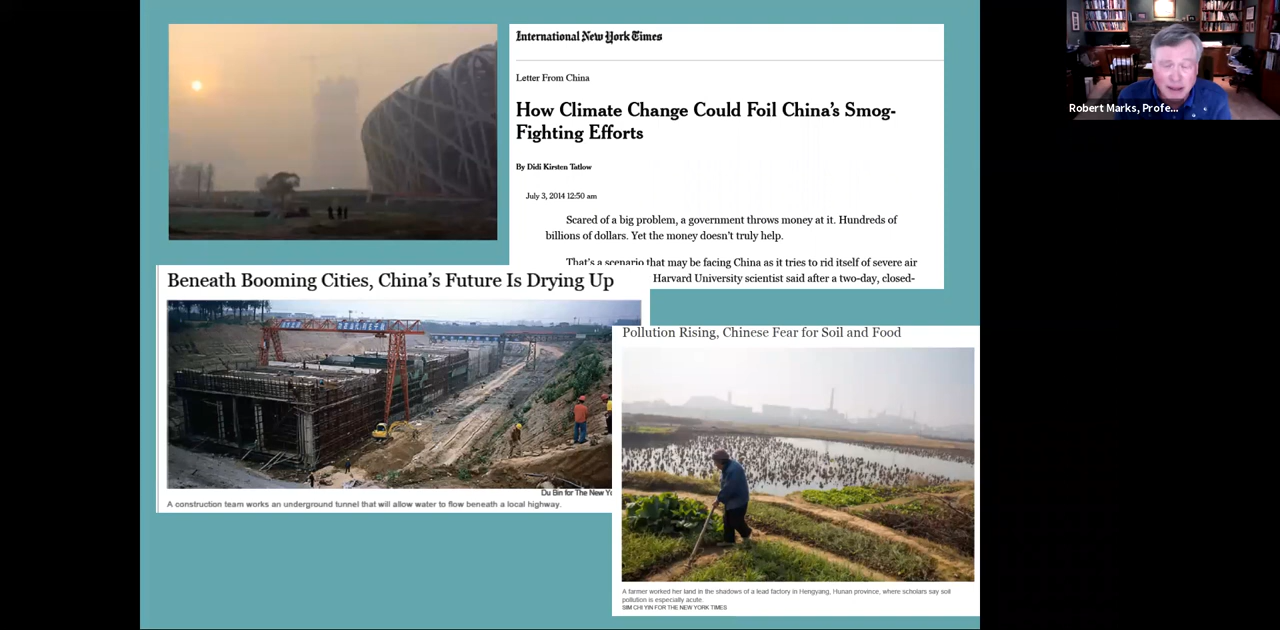 International New York Times
Letter From China
How Climate Change Could Foil China's Smog-
Fighting Efforts
By Didi Kirsten Tatlow
July 3, 2014 12:50 am
Scared of a big problem, a government throws money at it. Hundreds of
billions of dollars. Yet the money doesn't truly help.
That's a scenario that may be facing China as it tries to rid itself of severe air
Harvard University scientist said after a two-day, closed-
Beneath Booming Cities, China's Future Is Drying Up
Du Bin for The New Yo
A construction team works an underground tunnel that will allow water to flow beneath a local highway.
Pollution Rising, Chinese Fear for Soil and Food
A farmer worked her land in the shadows of a lead factory in Hengyang, Hunan province, where scholars say soil
pollution is especially acute.
SIM CHI YIN FOR THE NEW YORK TIMES
Robert Marks, Profe...